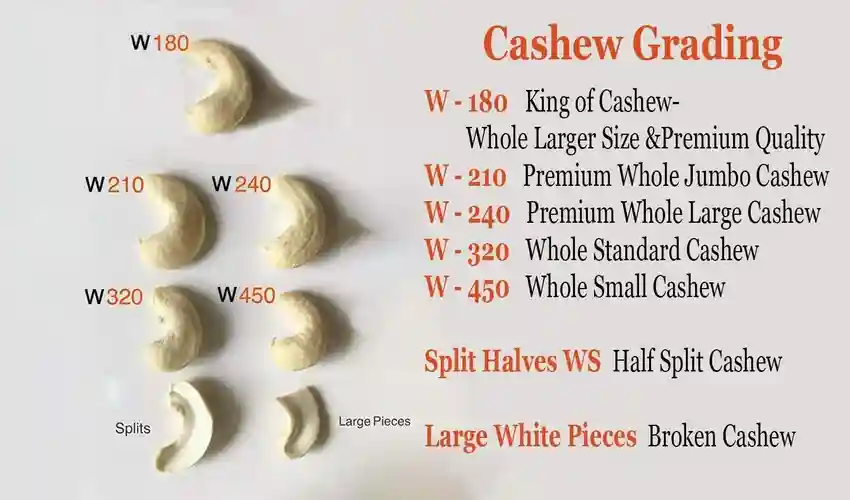 W180
W210
W240
W320
W450
Splits
Large Pieces
Cashew Grading
W - 180 King of Cashew-
Whole Larger Size &Premium Quality
W - 210 Premium Whole Jumbo Cashew
W - 240 Premium Whole Large Cashew
W - 320 Whole Standard Cashew
W - 450 Whole Small Cashew
Split Halves WS Half Split Cashew
Large White Pieces Broken Cashew